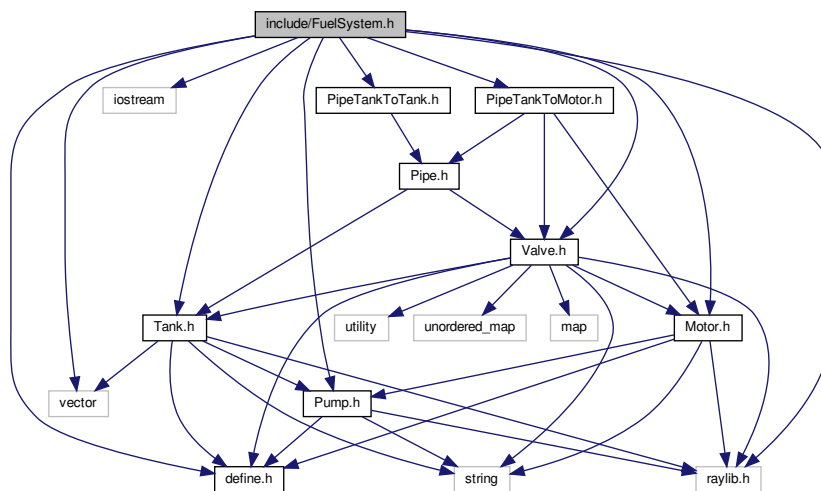 include/FuelSystem.h
iostream
PipeTankToTank.h
PipeTankToMotor.h
Pipe.h
Valve.h
Tank.h
utility
unordered_map
map
Motor.h
vector
Pump.h
define.h
string
raylib.h